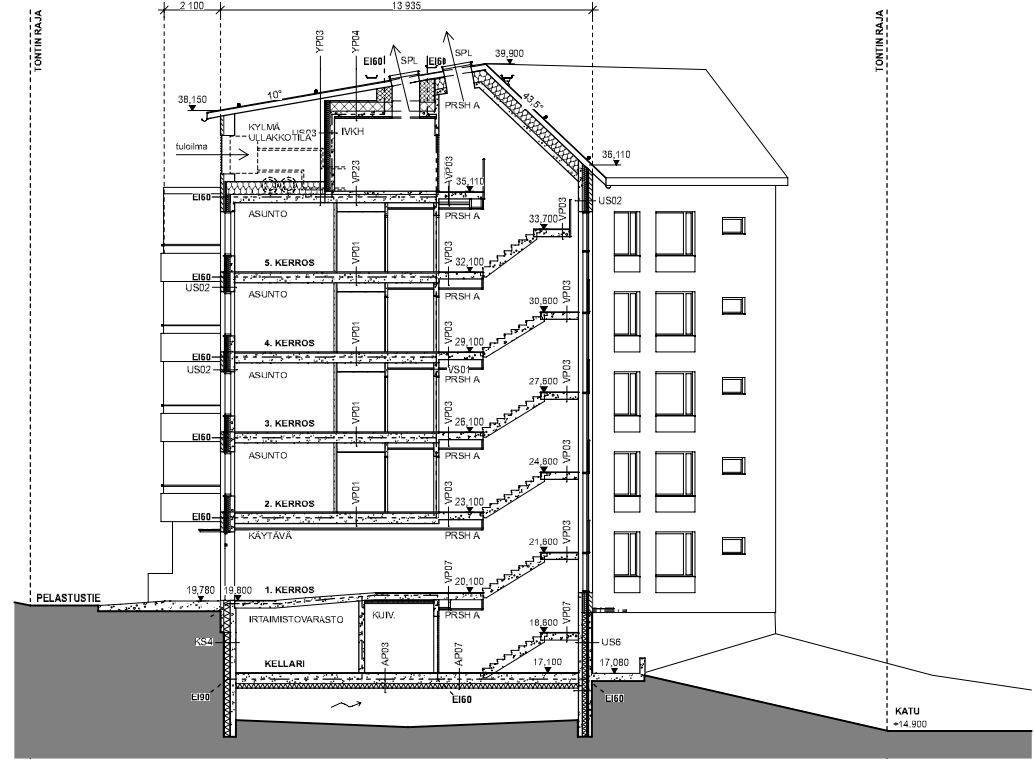 2 100
13 935
TONTIN RAJA
TONTIN RAJA
YP03
YP04
EI60
SPL
EI60
SPL
39,900
38,150
10°
PRSH A
43,5°
KYLMÄ
ULLAKKOTILA
US03
IVKH
tuloilma
VP23
VP03
36,110
35,110
EI60
US02
ASUNTO
PRSH A
VP03
33,700
VP01
VP03
5. KERROS
32,100
EI60
US02
ASUNTO
PRSH A
30,600
VP03
VP01
VP03
4. KERROS
29,100
EI60
US02
VS01
ASUNTO
PRSH A
27,600
VP03
VP01
VP03
3. KERROS
26,100
EI60
ASUNTO
PRSH A
24,600
VP03
VP01
VP03
2. KERROS
23,100
EI60
KÄYTÄVÄ
PRSH A
21,600
VP03
VP07
1. KERROS
20,100
PELASTUSTIE
19,780
19,800
IRTAIMISTOVARASTO
KUIV.
PRSH A
18,600
VP07
KS4
US6
AP03
AP07
KELLARI
17,100
17,080
EI90
EI60
EI60
KATU
+14,900